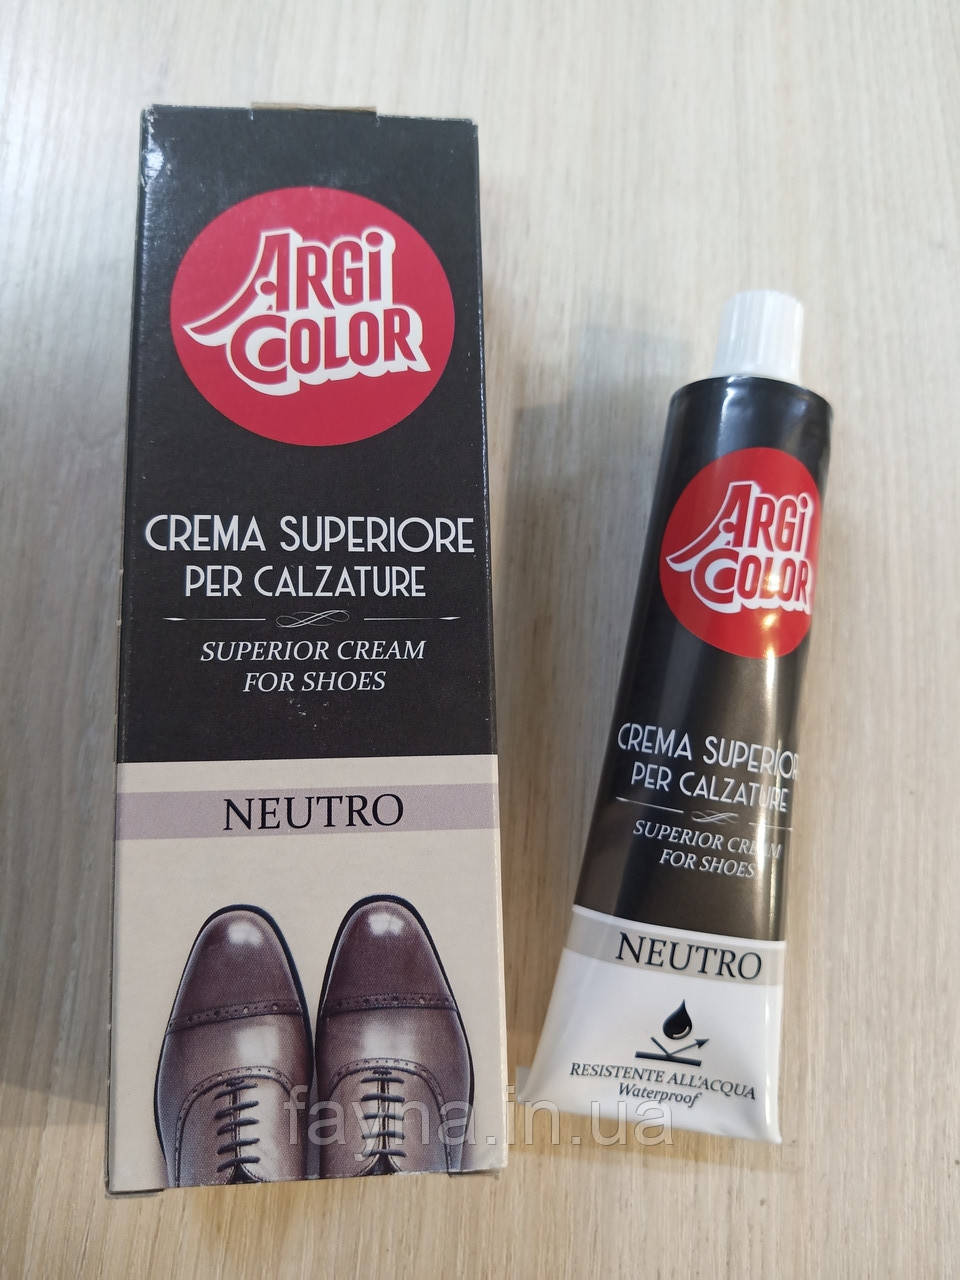 ARGI
COLOR
CREMA SUPERIORE
PER CALZATURE
SUPERIOR CREAM
FOR SHOES
NEUTRO
ARGI
COLOR
CREMA SUPERIOR
PER CALZATURE
SUPERIOR CREAM
FOR SHOES
NEUTRO
RESISTENTE ALL'ACQUA
Waterproof
fayna.in.ua